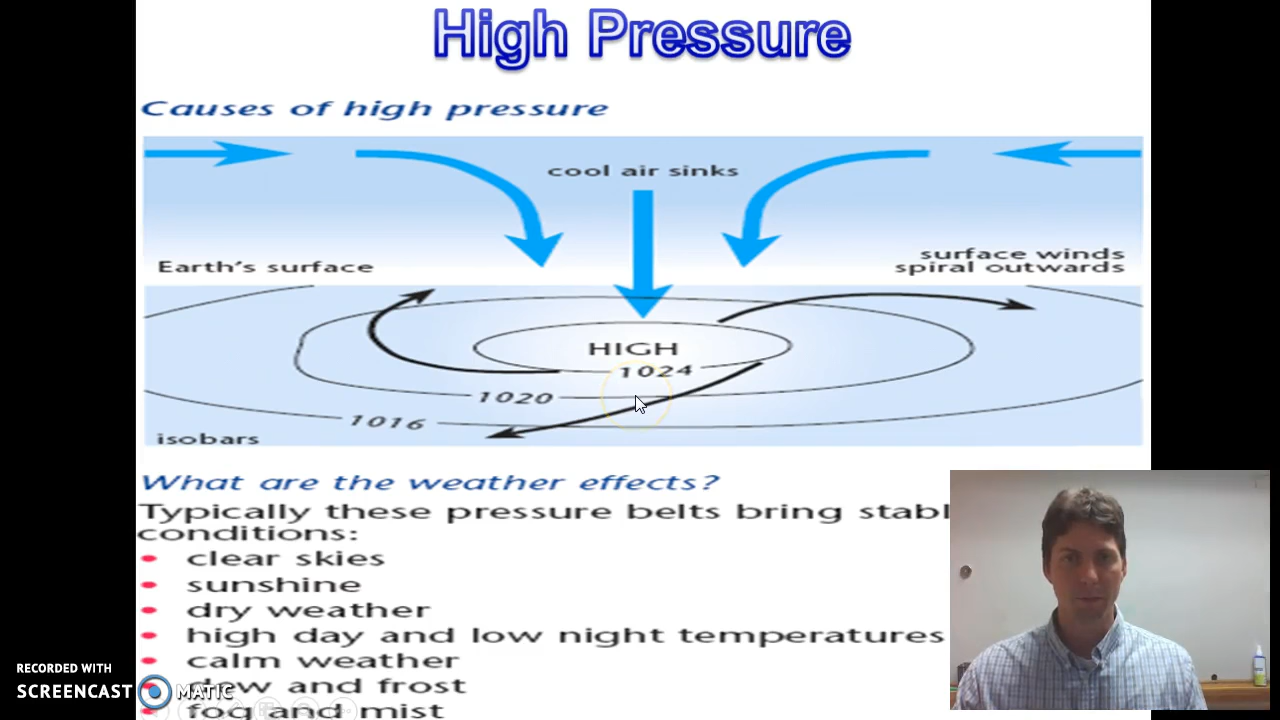 High Pressure
Causes of high pressure
cool air sinks
Earth's surface
surface winds
spiral outwards
HIGH
1024
1020
1016
isobars
What are the weather effects?
Typically these pressure belts bring stabl
conditions:
• clear skies
• sunshine
• dry weather
• high day and low night temperatures
• calm weather
• dew and frost
• fog and mist
RECORDED WITH
SCREENCAST MATIC